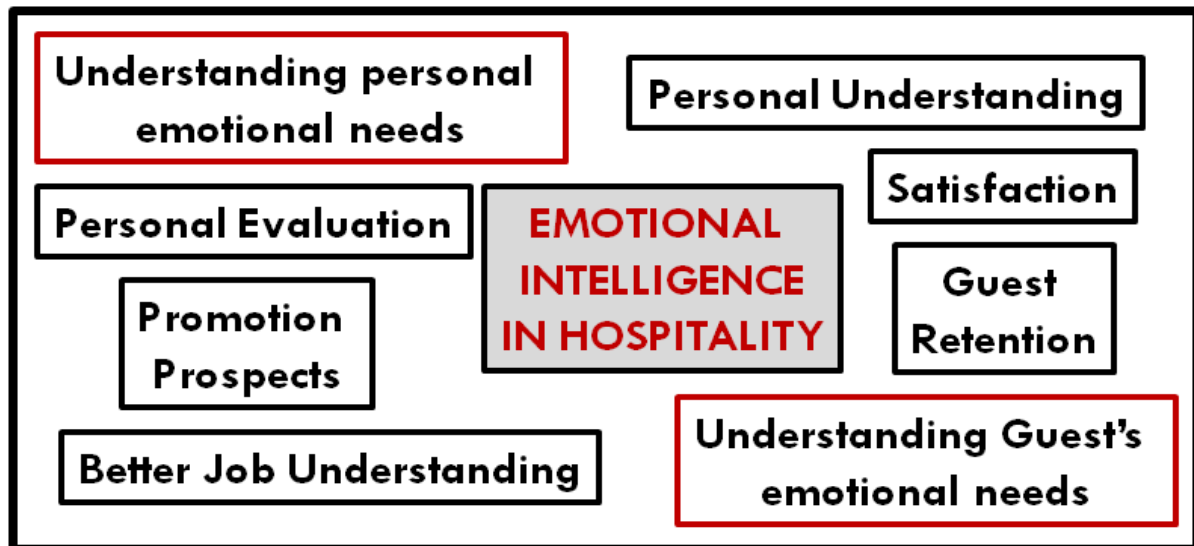 Understanding personal
emotional needs
Personal Understanding
Satisfaction
Personal Evaluation
EMOTIONAL
INTELLIGENCE
IN HOSPITALITY
Guest
Retention
Promotion
Prospects
Understanding Guest's
emotional needs
Better Job Understanding